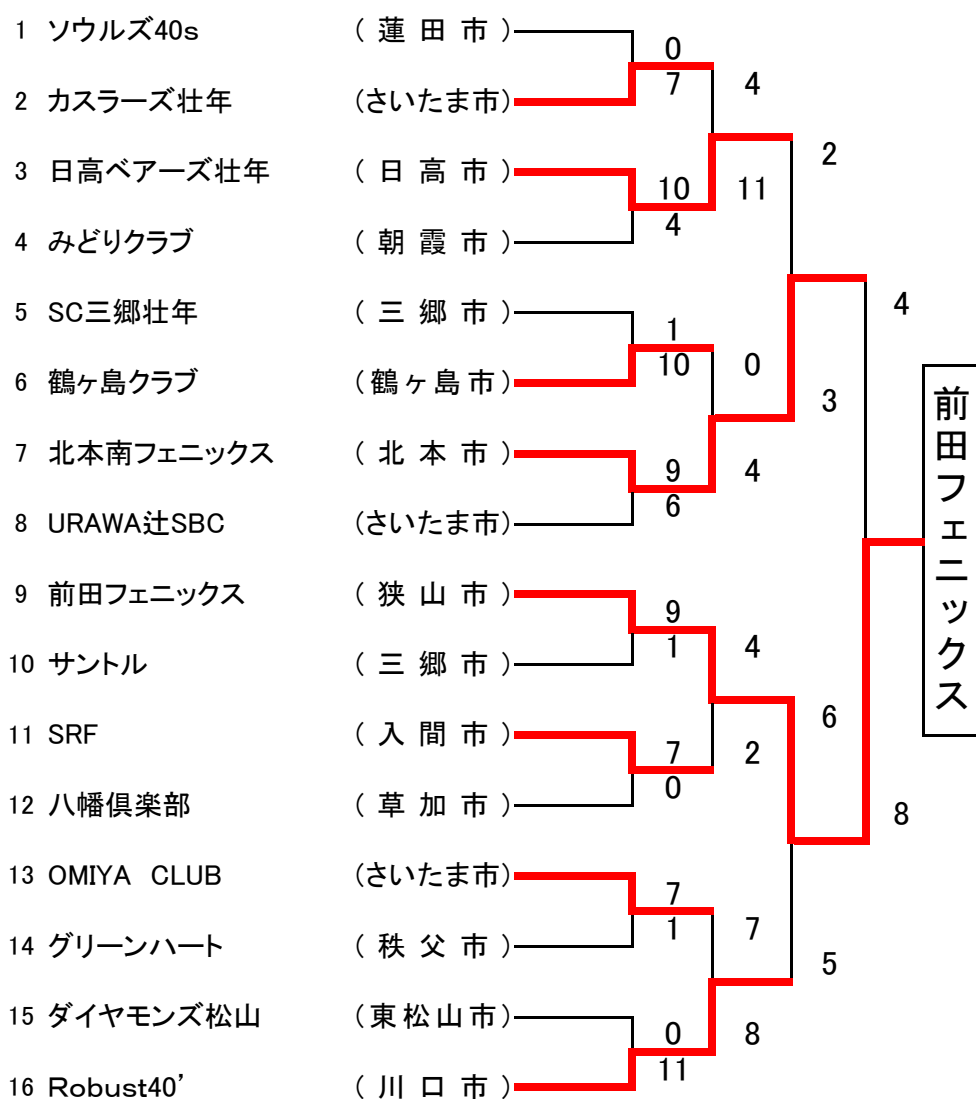 1 ソウルズ40s (蓮田市)
0
7
4
2 カスラーズ壮年 (さいたま市)
2
3 日高ベアーズ壮年 (日高市)
10
4
11
4 みどりクラブ (朝霞市)
5 SC三郷壮年 (三郷市)
1
10
0
4
6 鶴ヶ島クラブ (鶴ヶ島市)
3
7 北本南フェニックス (北本市)
9
6
4
8 URAWA辻SBC (さいたま市)
前田フェニックス
9 前田フェニックス (狭山市)
9
1
4
10 サントル (三郷市)
6
11 SRF (入間市)
7
0
2
12 八幡倶楽部 (草加市)
8
13 OMIYA CLUB (さいたま市)
7
1
7
14 グリーンハート (秩父市)
5
15 ダイヤモンズ松山 (東松山市)
0
11
8
16 Robust40’ (川口市)